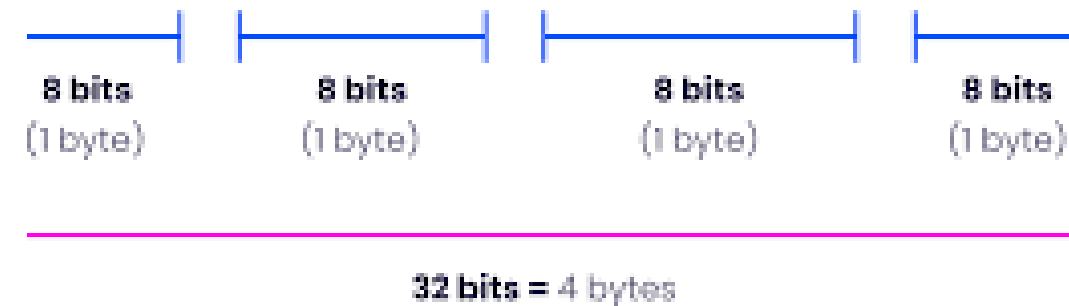 8 bits 8 bits 8 bits 8 bits
(1 byte) (1 byte) (1 byte) (1 byte)
32 bits = 4 bytes